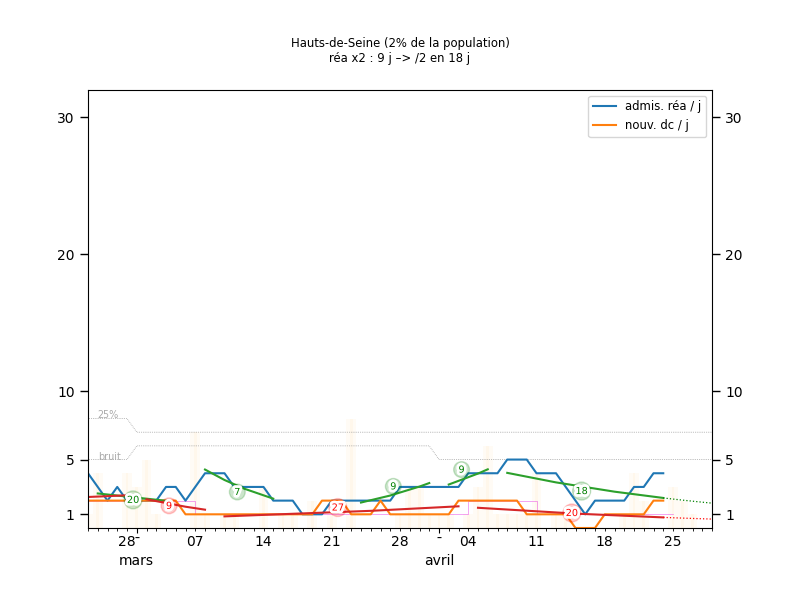 Hauts-de-Seine (2% de la population)
réa x2 : 9 j –> /2 en 18 j
admis. réa / j
nouv. dc / j
30 30
20 20
10 10
25%
bruit
5 5
1 1
20 9 7 27 9 9 18 20
28 07 14 21 28 - 04 11 18 25
mars avril